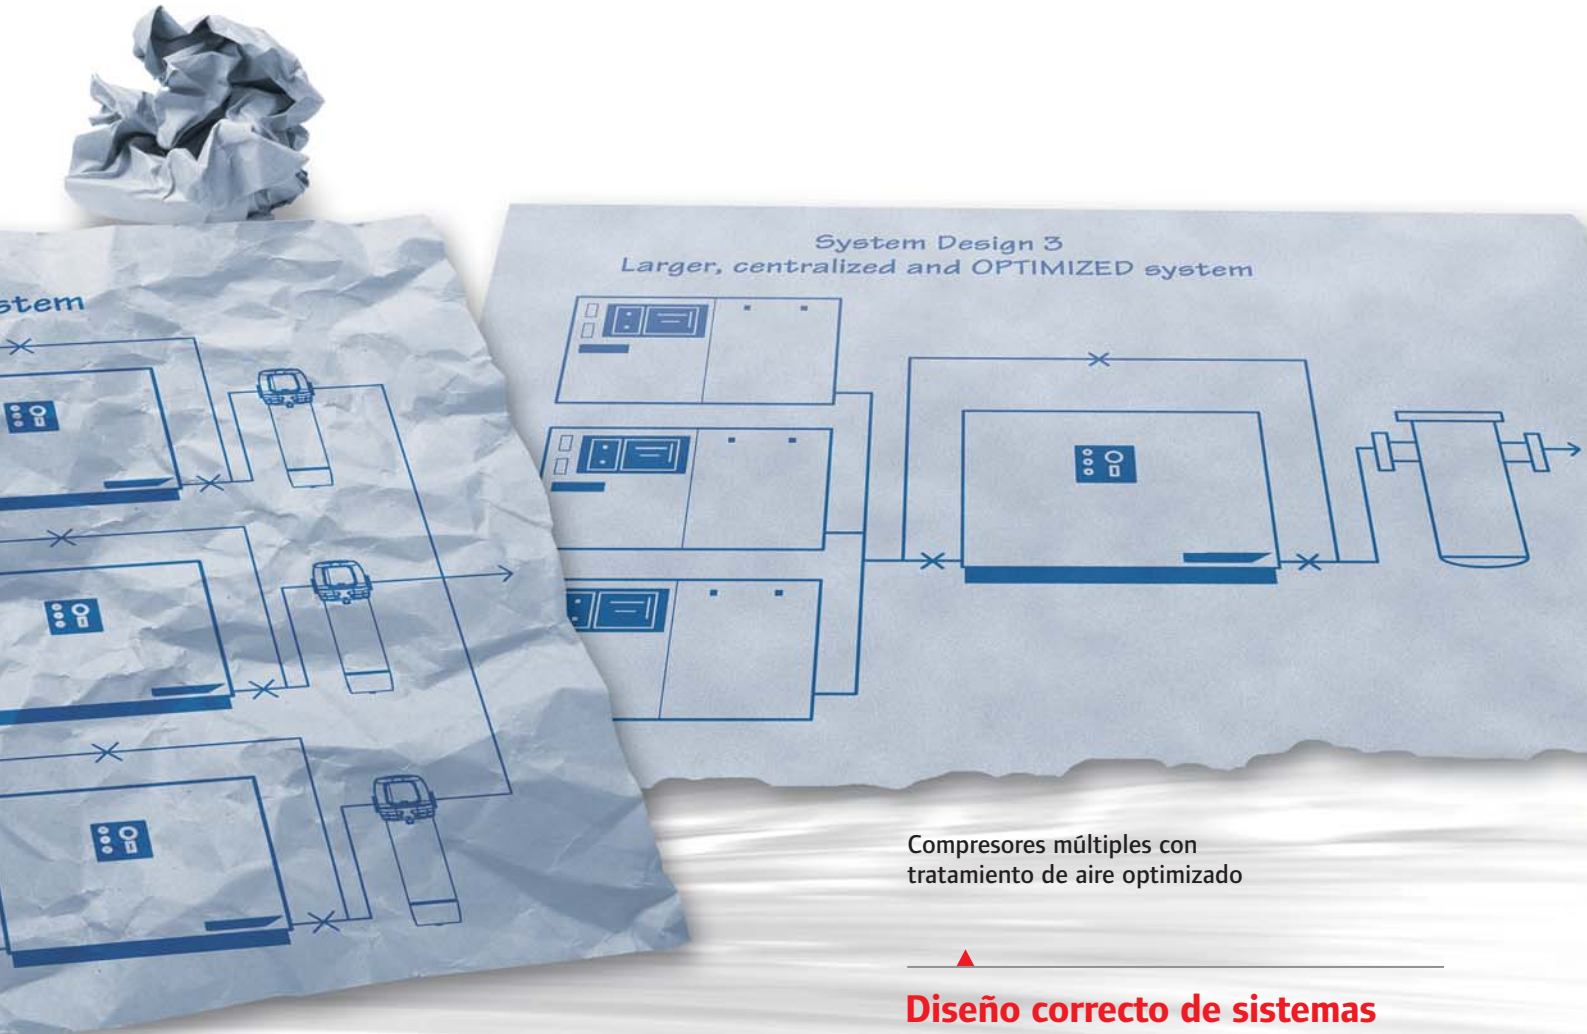 System Design 3
Larger, centralized and OPTIMIZED system
Compresores múltiples con
tratamiento de aire optimizado
Diseño correcto de sistemas